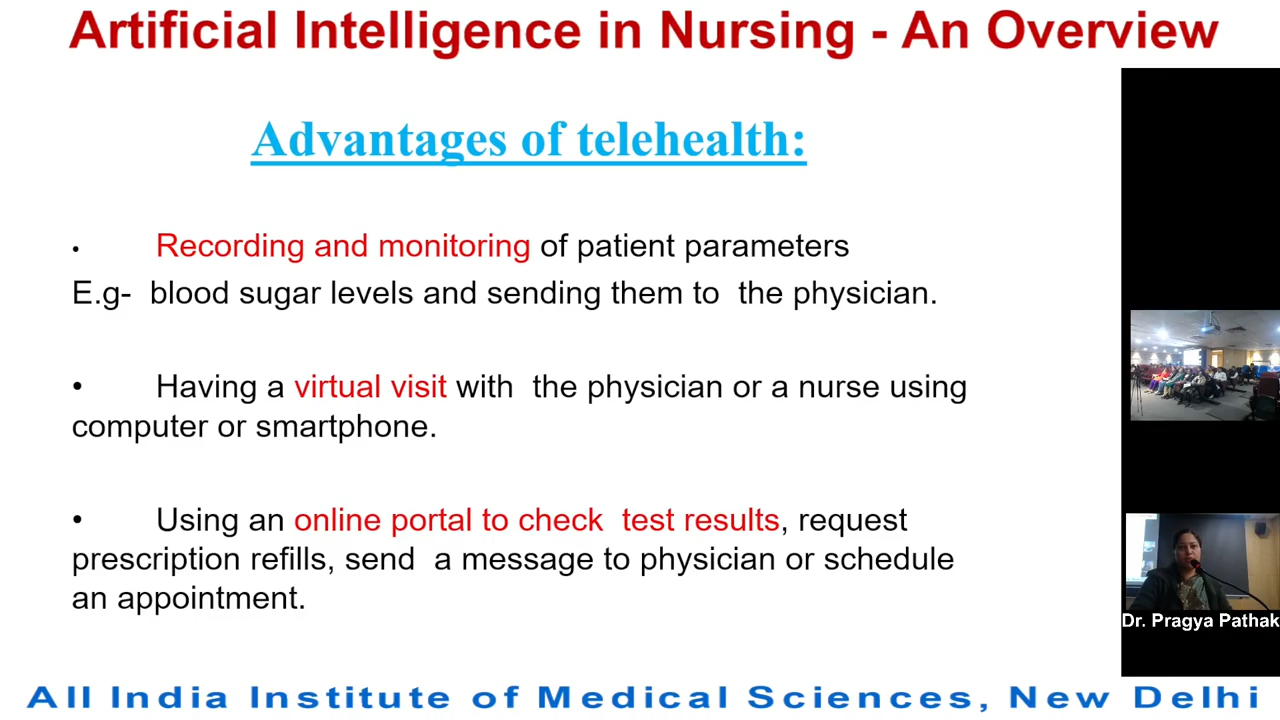 Artificial Intelligence in Nursing - An Overview
Advantages of telehealth:
• Recording and monitoring of patient parameters
E.g- blood sugar levels and sending them to the physician.
• Having a virtual visit with the physician or a nurse using
computer or smartphone.
• Using an online portal to check test results, request
prescription refills, send a message to physician or schedule
an appointment.
Dr. Pragya Pathak
All India Institute of Medical Sciences, New Delhi